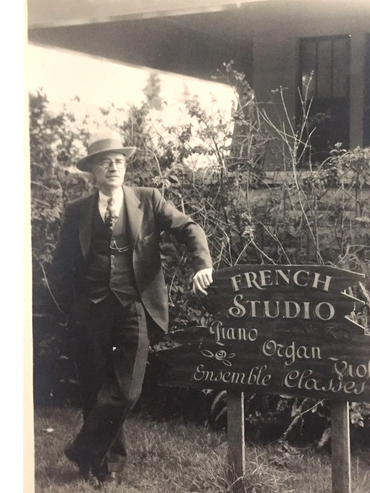 FRENCH
STUDIO
Piano
Organ
Ensemble Classes